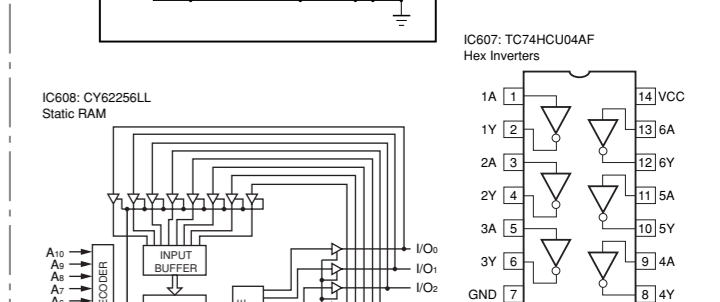 IC607: TC74HCU04AF
Hex Inverters
IC608: CY62256LL
Static RAM
1A 1
14 VCC
1Y 2
13 6A
2A 3
12 6Y
2Y 4
11 5A
3A 5
10 5Y
3Y 6
9 4A
GND 7
8 4Y
A10
A9
A8
A7
INPUT
BUFFER
I/O0
I/O1
I/O2